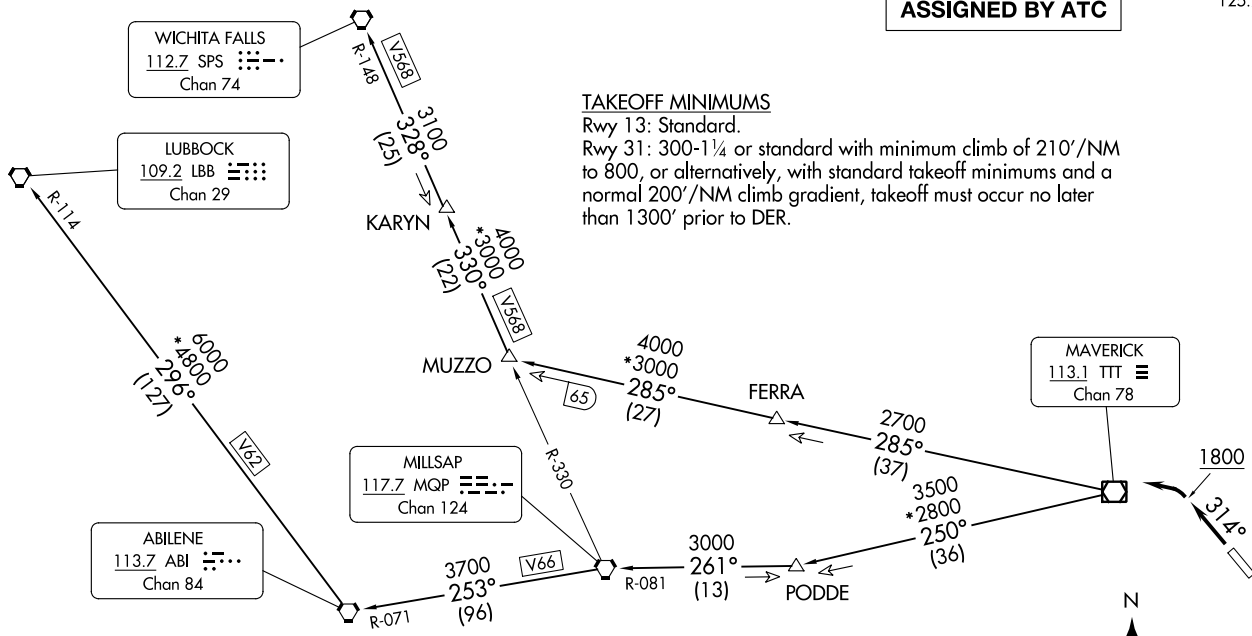 ASSIGNED BY ATC
125.
WICHITA FALLS
112.7 SPS
Chan 74
R-148
V568
3100
328°
(25)
TAKEOFF MINIMUMS
Rwy 13: Standard.
Rwy 31: 300-1¼ or standard with minimum climb of 210'/NM
to 800, or alternatively, with standard takeoff minimums and a
normal 200'/NM climb gradient, takeoff must occur no later
than 1300' prior to DER.
LUBBOCK
109.2 LBB
Chan 29
R-114
KARYN
4000
*3000
330°
(22)
V568
6000
*4800
296°
(127)
V62
MUZZO
4000
*3000
285°
(27)
65
FERRA
MAVERICK
113.1 TTT
Chan 78
2700
285°
(37)
1800
314°
R-330
MILLSAP
117.7 MQP
Chan 124
3500
*2800
250°
(36)
ABILENE
113.7 ABI
Chan 84
R-071
3700
253°
(96)
V66
R-081
3000
261°
(13)
PODDE
N